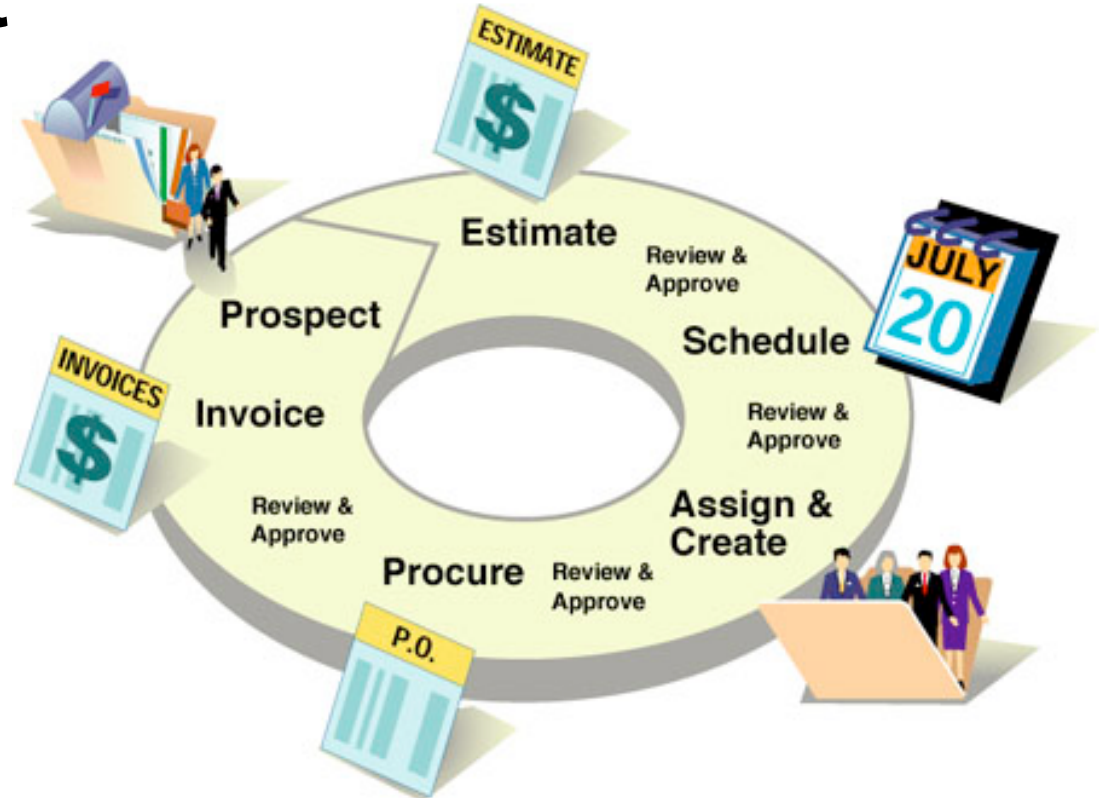 ESTIMATE
Estimate
Review &
Approve
JULY
20
Schedule
Review &
Approve
Assign &
Create
Review &
Approve
Procure
P.O.
Review &
Approve
INVOICES
Invoice
Prospect